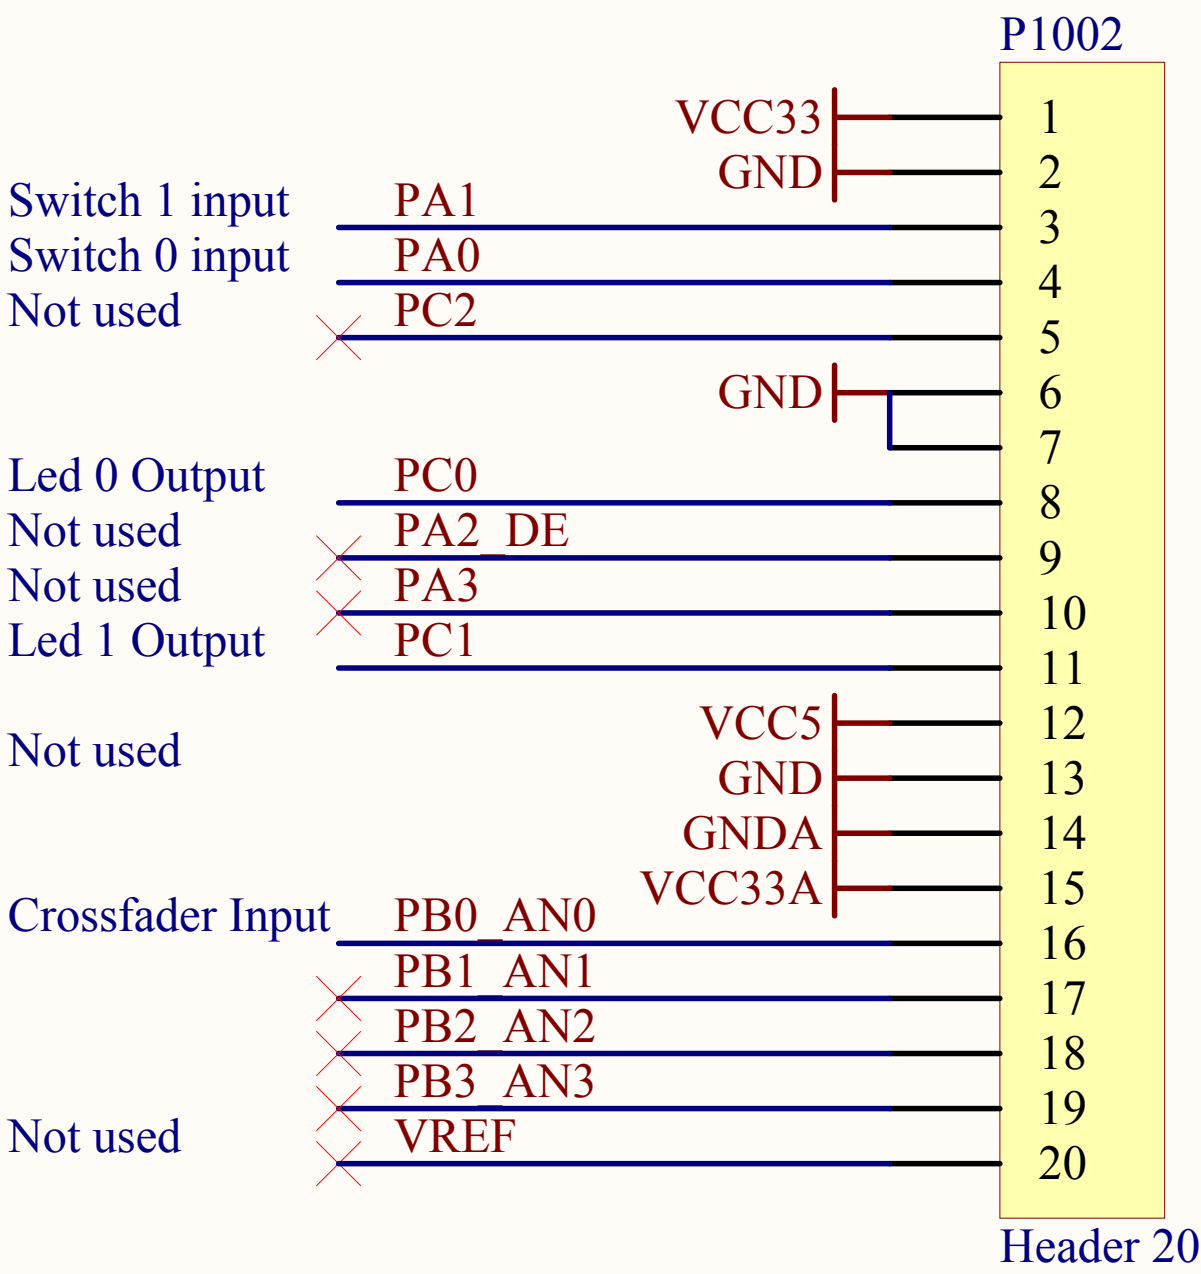 P1002
VCC33 1
GND 2
Switch 1 input PA1 3
Switch 0 input PA0 4
Not used PC2 5
GND 6
7
Led 0 Output PC0 8
Not used PA2_DE 9
Not used PA3 10
Led 1 Output PC1 11
VCC5 12
Not used
GND 13
GNDA 14
VCC33A 15
Crossfader Input PB0_AN0 16
PB1_AN1 17
PB2_AN2 18
PB3_AN3 19
Not used VREF 20
Header 20